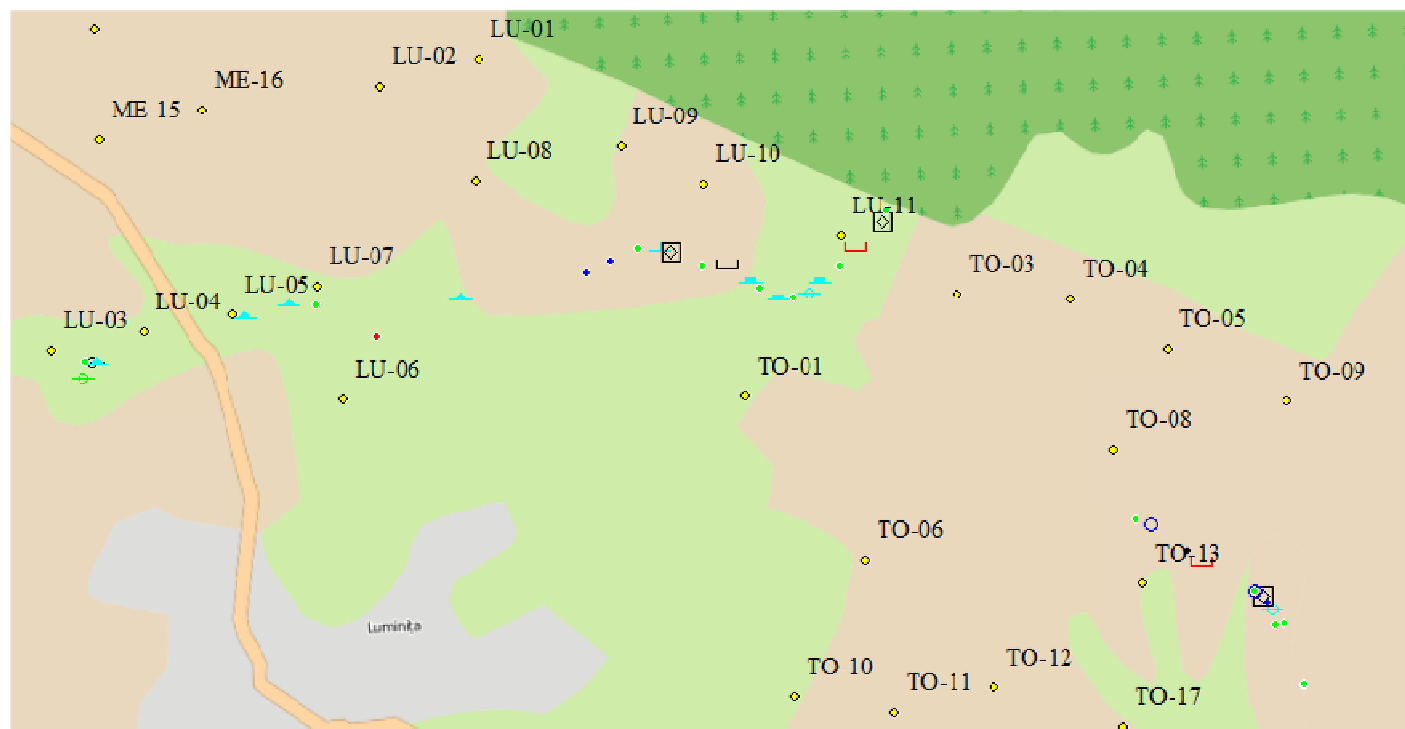 LU-01
LU-02
ME-16
ME 15
LU-09
LU-08
LU-10
LU-11
LU-07
TO-03
TO-04
LU-05
LU-04
LU-03
TO-05
LU-06
TO-01
TO-09
TO-08
TO-06
TO-13
Luminița
TO-12
TO 10
TO-11
TO-17